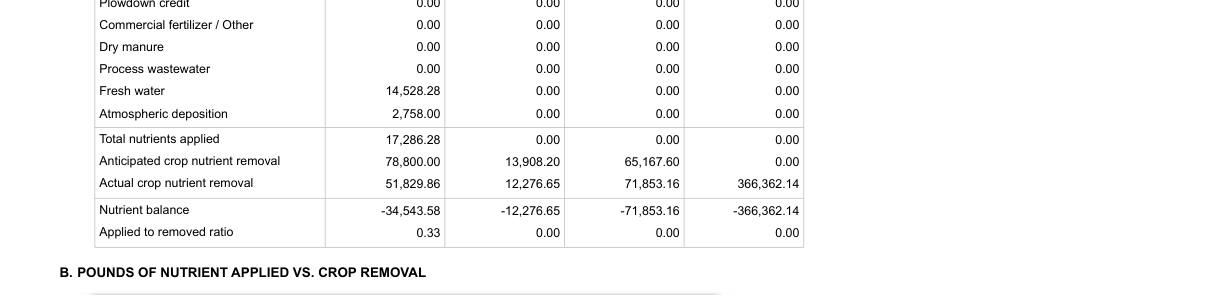 Plowdown credit 0.00 0.00 0.00 0.00
Commercial fertilizer / Other 0.00 0.00 0.00 0.00
Dry manure 0.00 0.00 0.00 0.00
Process wastewater 0.00 0.00 0.00 0.00
Fresh water 14,528.28 0.00 0.00 0.00
Atmospheric deposition 2,758.00 0.00 0.00 0.00
Total nutrients applied 17,286.28 0.00 0.00 0.00
Anticipated crop nutrient removal 78,800.00 13,908.20 65,167.60 0.00
Actual crop nutrient removal 51,829.86 12,276.65 71,853.16 366,362.14
Nutrient balance -34,543.58 -12,276.65 -71,853.16 -366,362.14
Applied to removed ratio 0.33 0.00 0.00 0.00
B. POUNDS OF NUTRIENT APPLIED VS. CROP REMOVAL